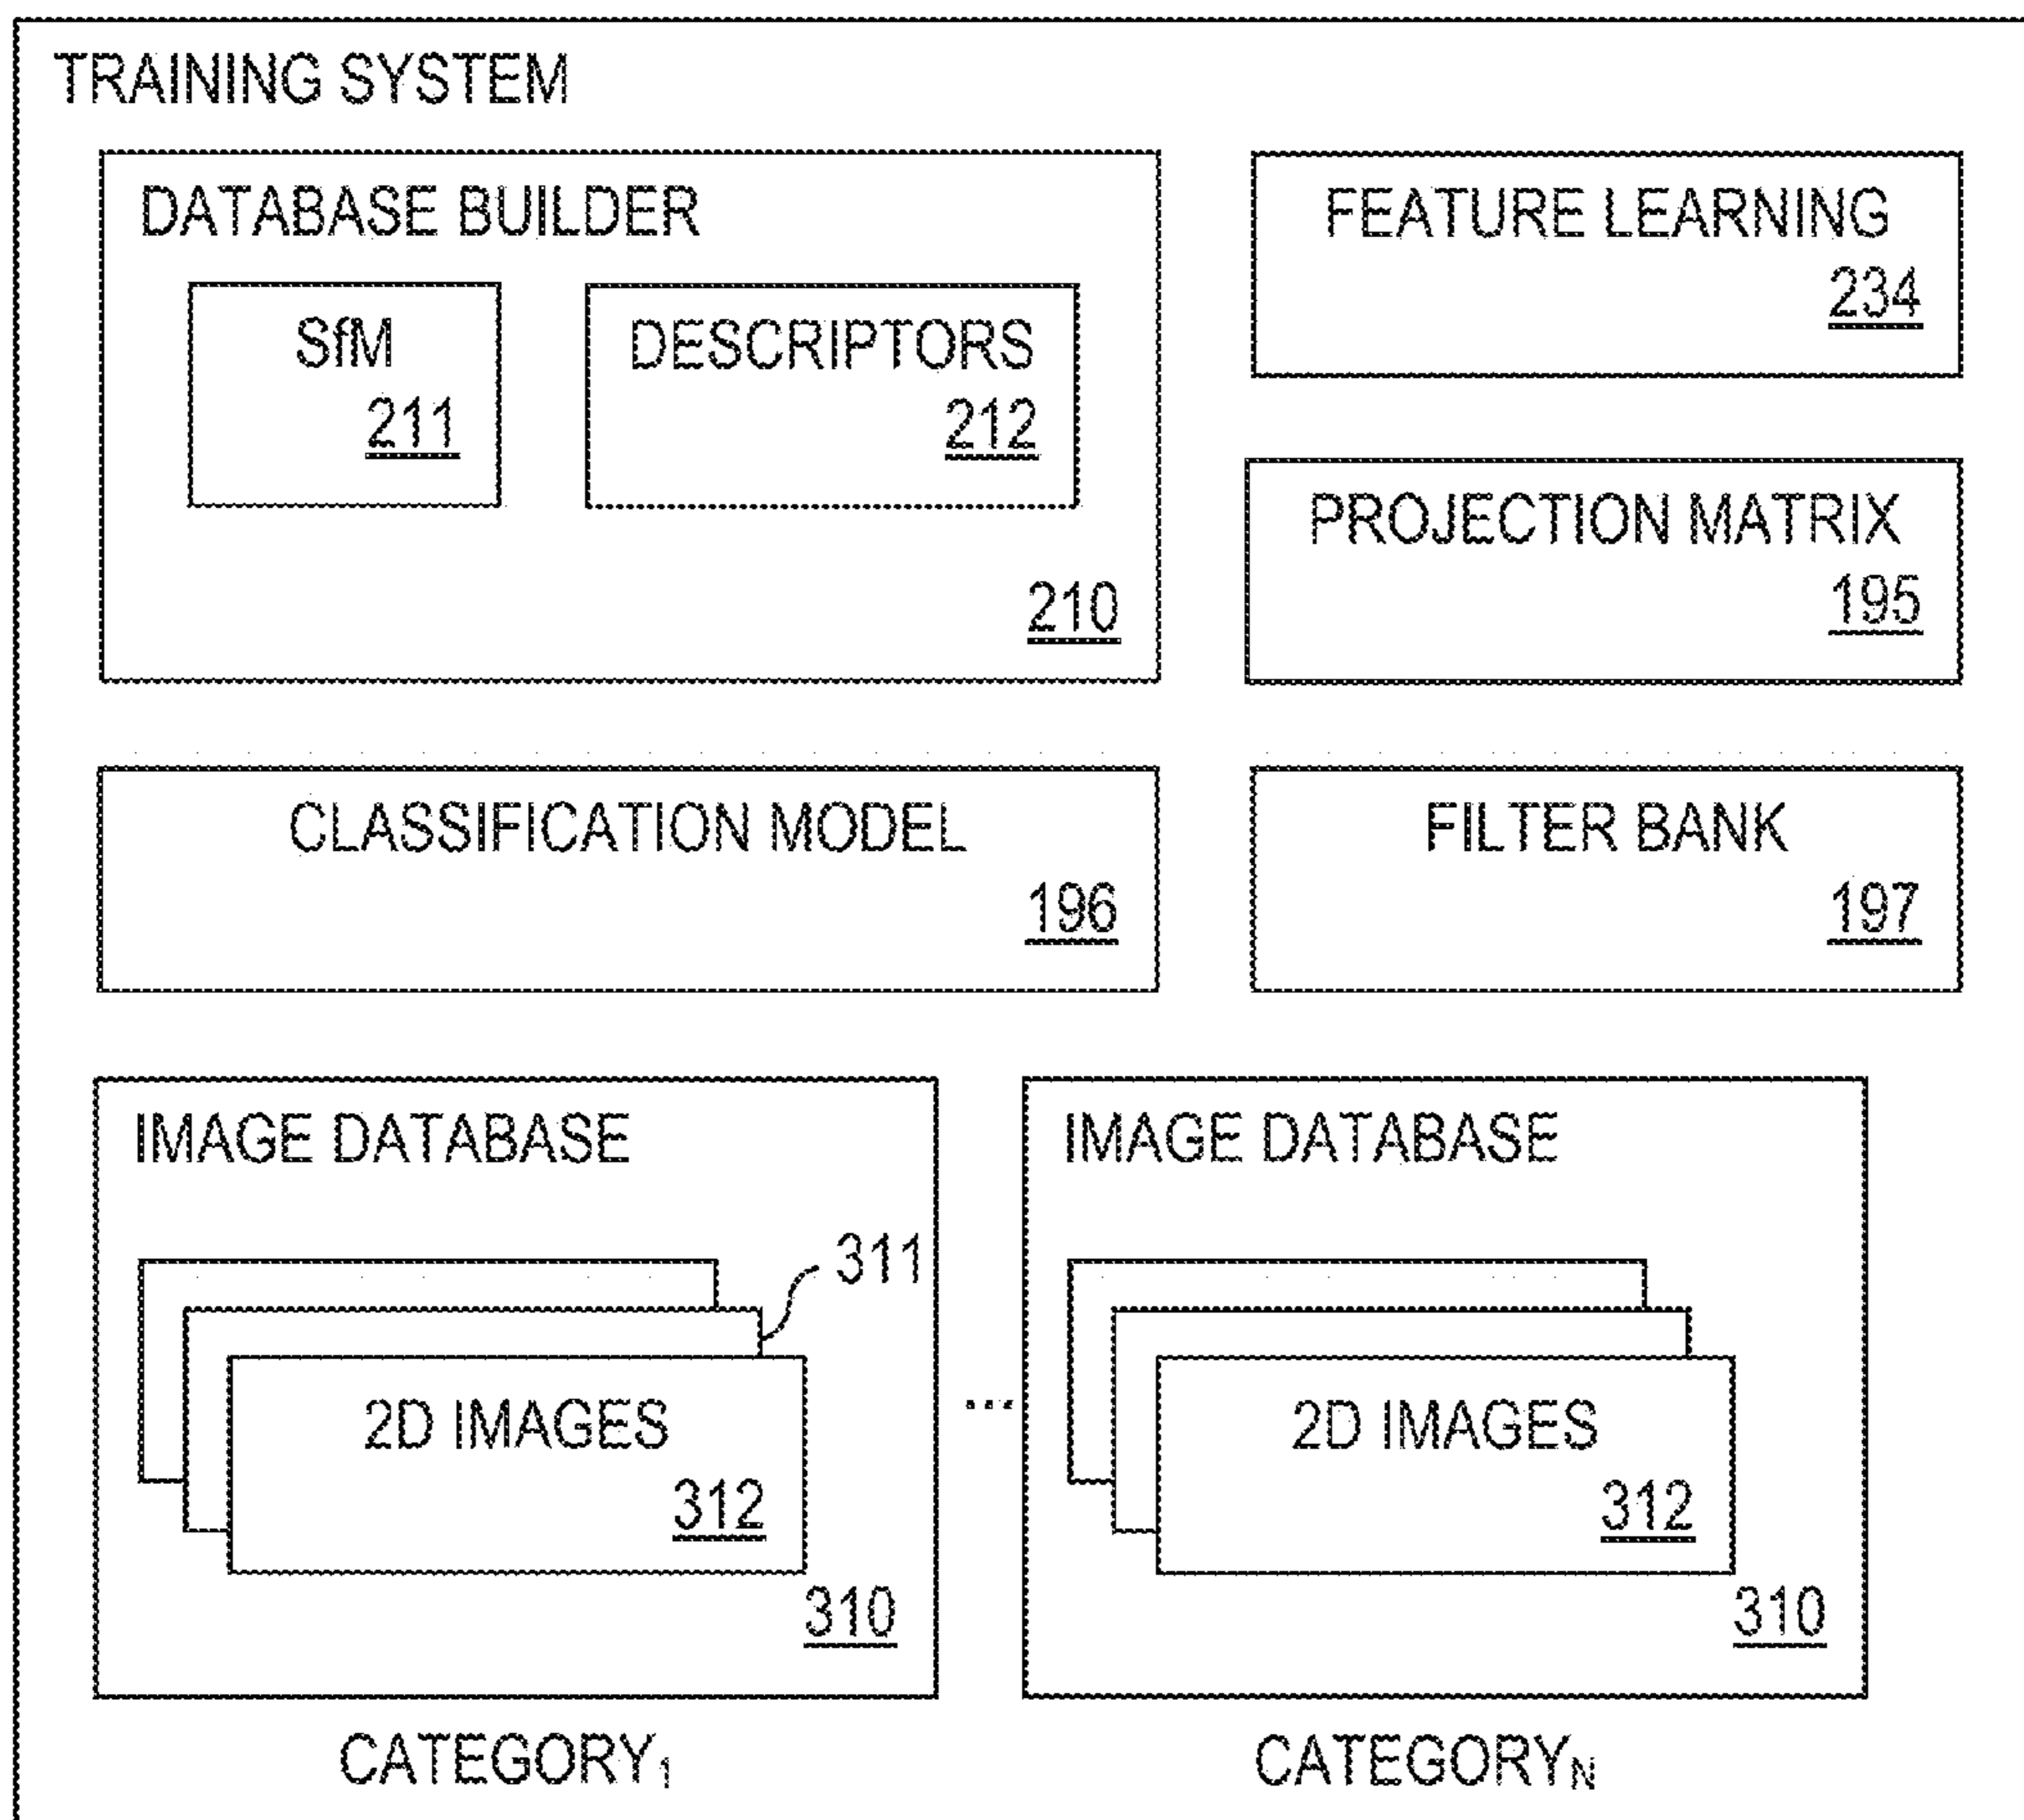 TRAINING SYSTEM
DATABASE BUILDER
SfM
211
DESCRIPTORS
212
210
FEATURE LEARNING
234
PROJECTION MATRIX
195
CLASSIFICATION MODEL
196
FILTER BANK
197
IMAGE DATABASE
311
2D IMAGES
312
310
CATEGORY₁
...
IMAGE DATABASE
2D IMAGES
312
310
CATEGORY_N